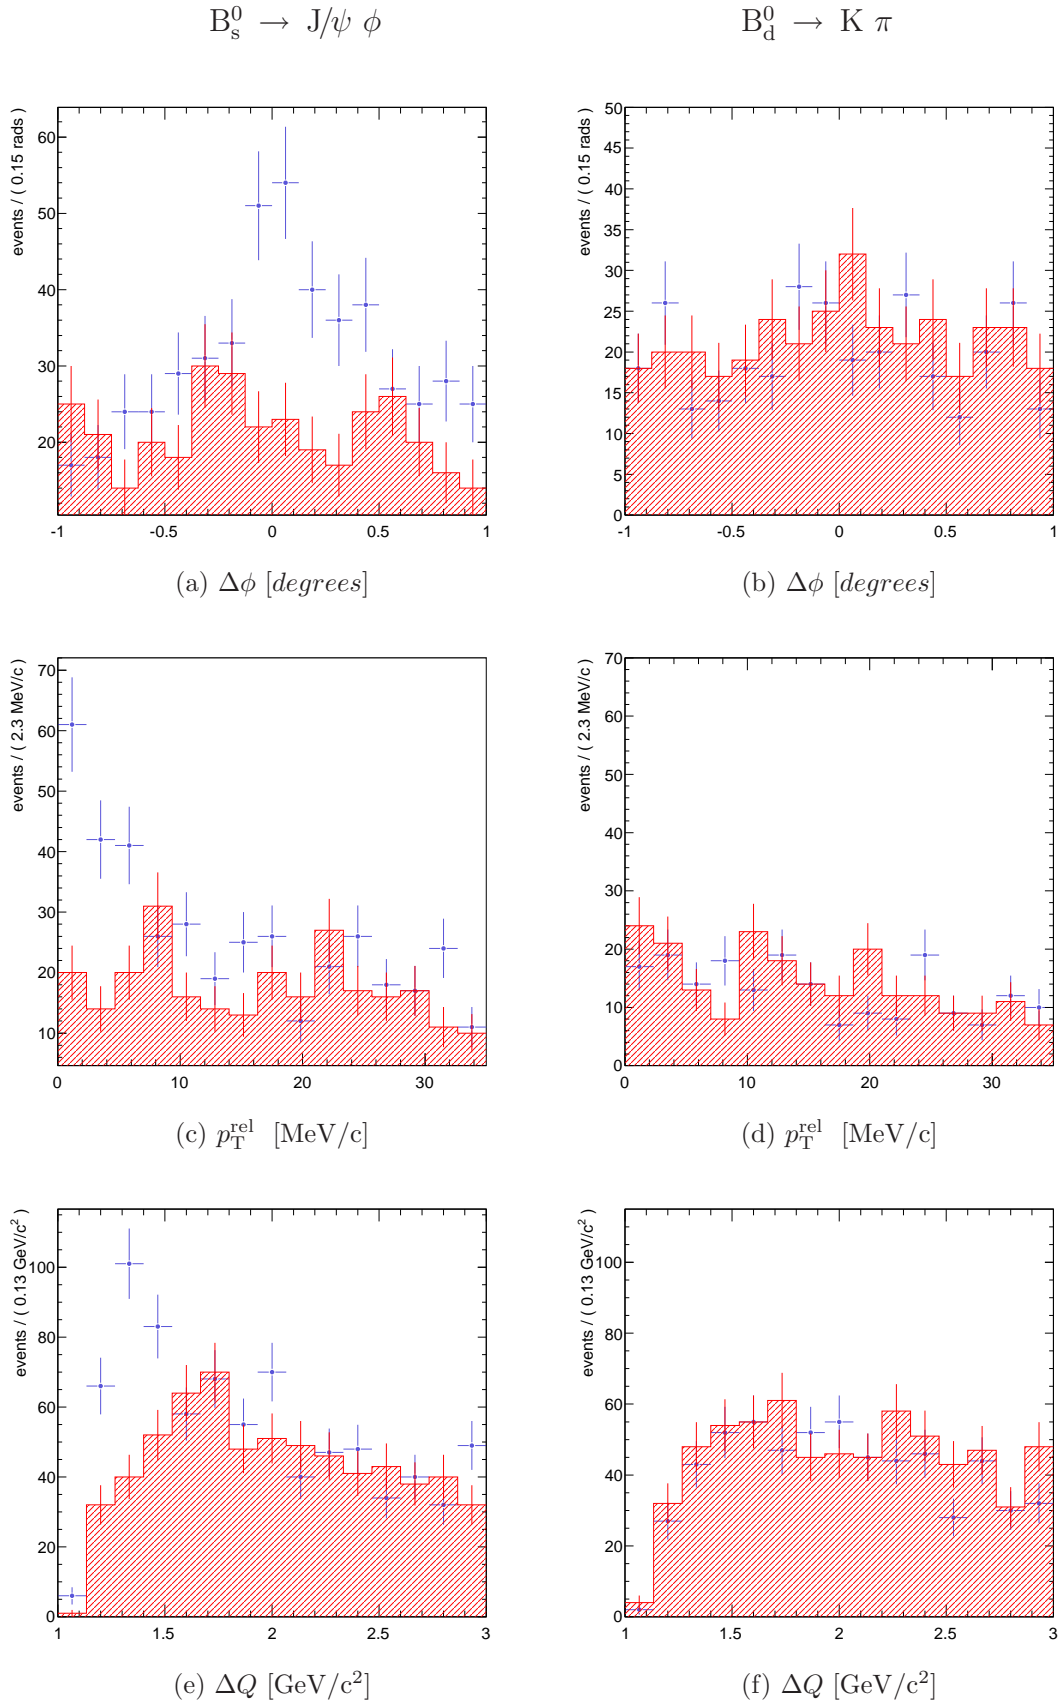 B⁰ₛ → J/ψ φ
B⁰_d → K π
events / ( 0.15 rads )
60
50
40
30
20
-1 -0.5 0 0.5 1
(a) Δφ [degrees]
events / ( 0.15 rads )
50
45
40
35
30
25
20
15
10
5
0
-1 -0.5 0 0.5 1
(b) Δφ [degrees]
events / ( 2.3 MeV/c )
70
60
50
40
30
20
10
0 10 20 30
(c) p_T^rel [MeV/c]
events / ( 2.3 MeV/c )
70
60
50
40
30
20
10
0
0 10 20 30
(d) p_T^rel [MeV/c]
events / ( 0.13 GeV/c² )
100
80
60
40
20
0
1 1.5 2 2.5 3
(e) ΔQ [GeV/c²]
events / ( 0.13 GeV/c² )
100
80
60
40
20
0
1 1.5 2 2.5 3
(f) ΔQ [GeV/c²]